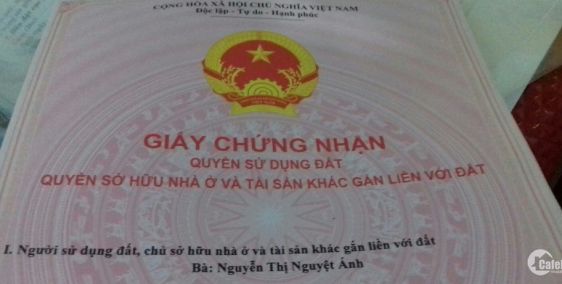 CỘNG HÒA XÃ HỘI CHỦ NGHĨA VIỆT NAM
Độc lập - Tự do - Hạnh phúc
GIẤY CHỨNG NHẬN
QUYỀN SỬ DỤNG ĐẤT
QUYỀN SỞ HỮU NHÀ Ở VÀ TÀI SẢN KHÁC GẮN LIỀN VỚI ĐẤT
I. Người sử dụng đất, chủ sở hữu nhà ở và tài sản khác gắn liền với đất
Bà: Nguyễn Thị Nguyệt Ánh